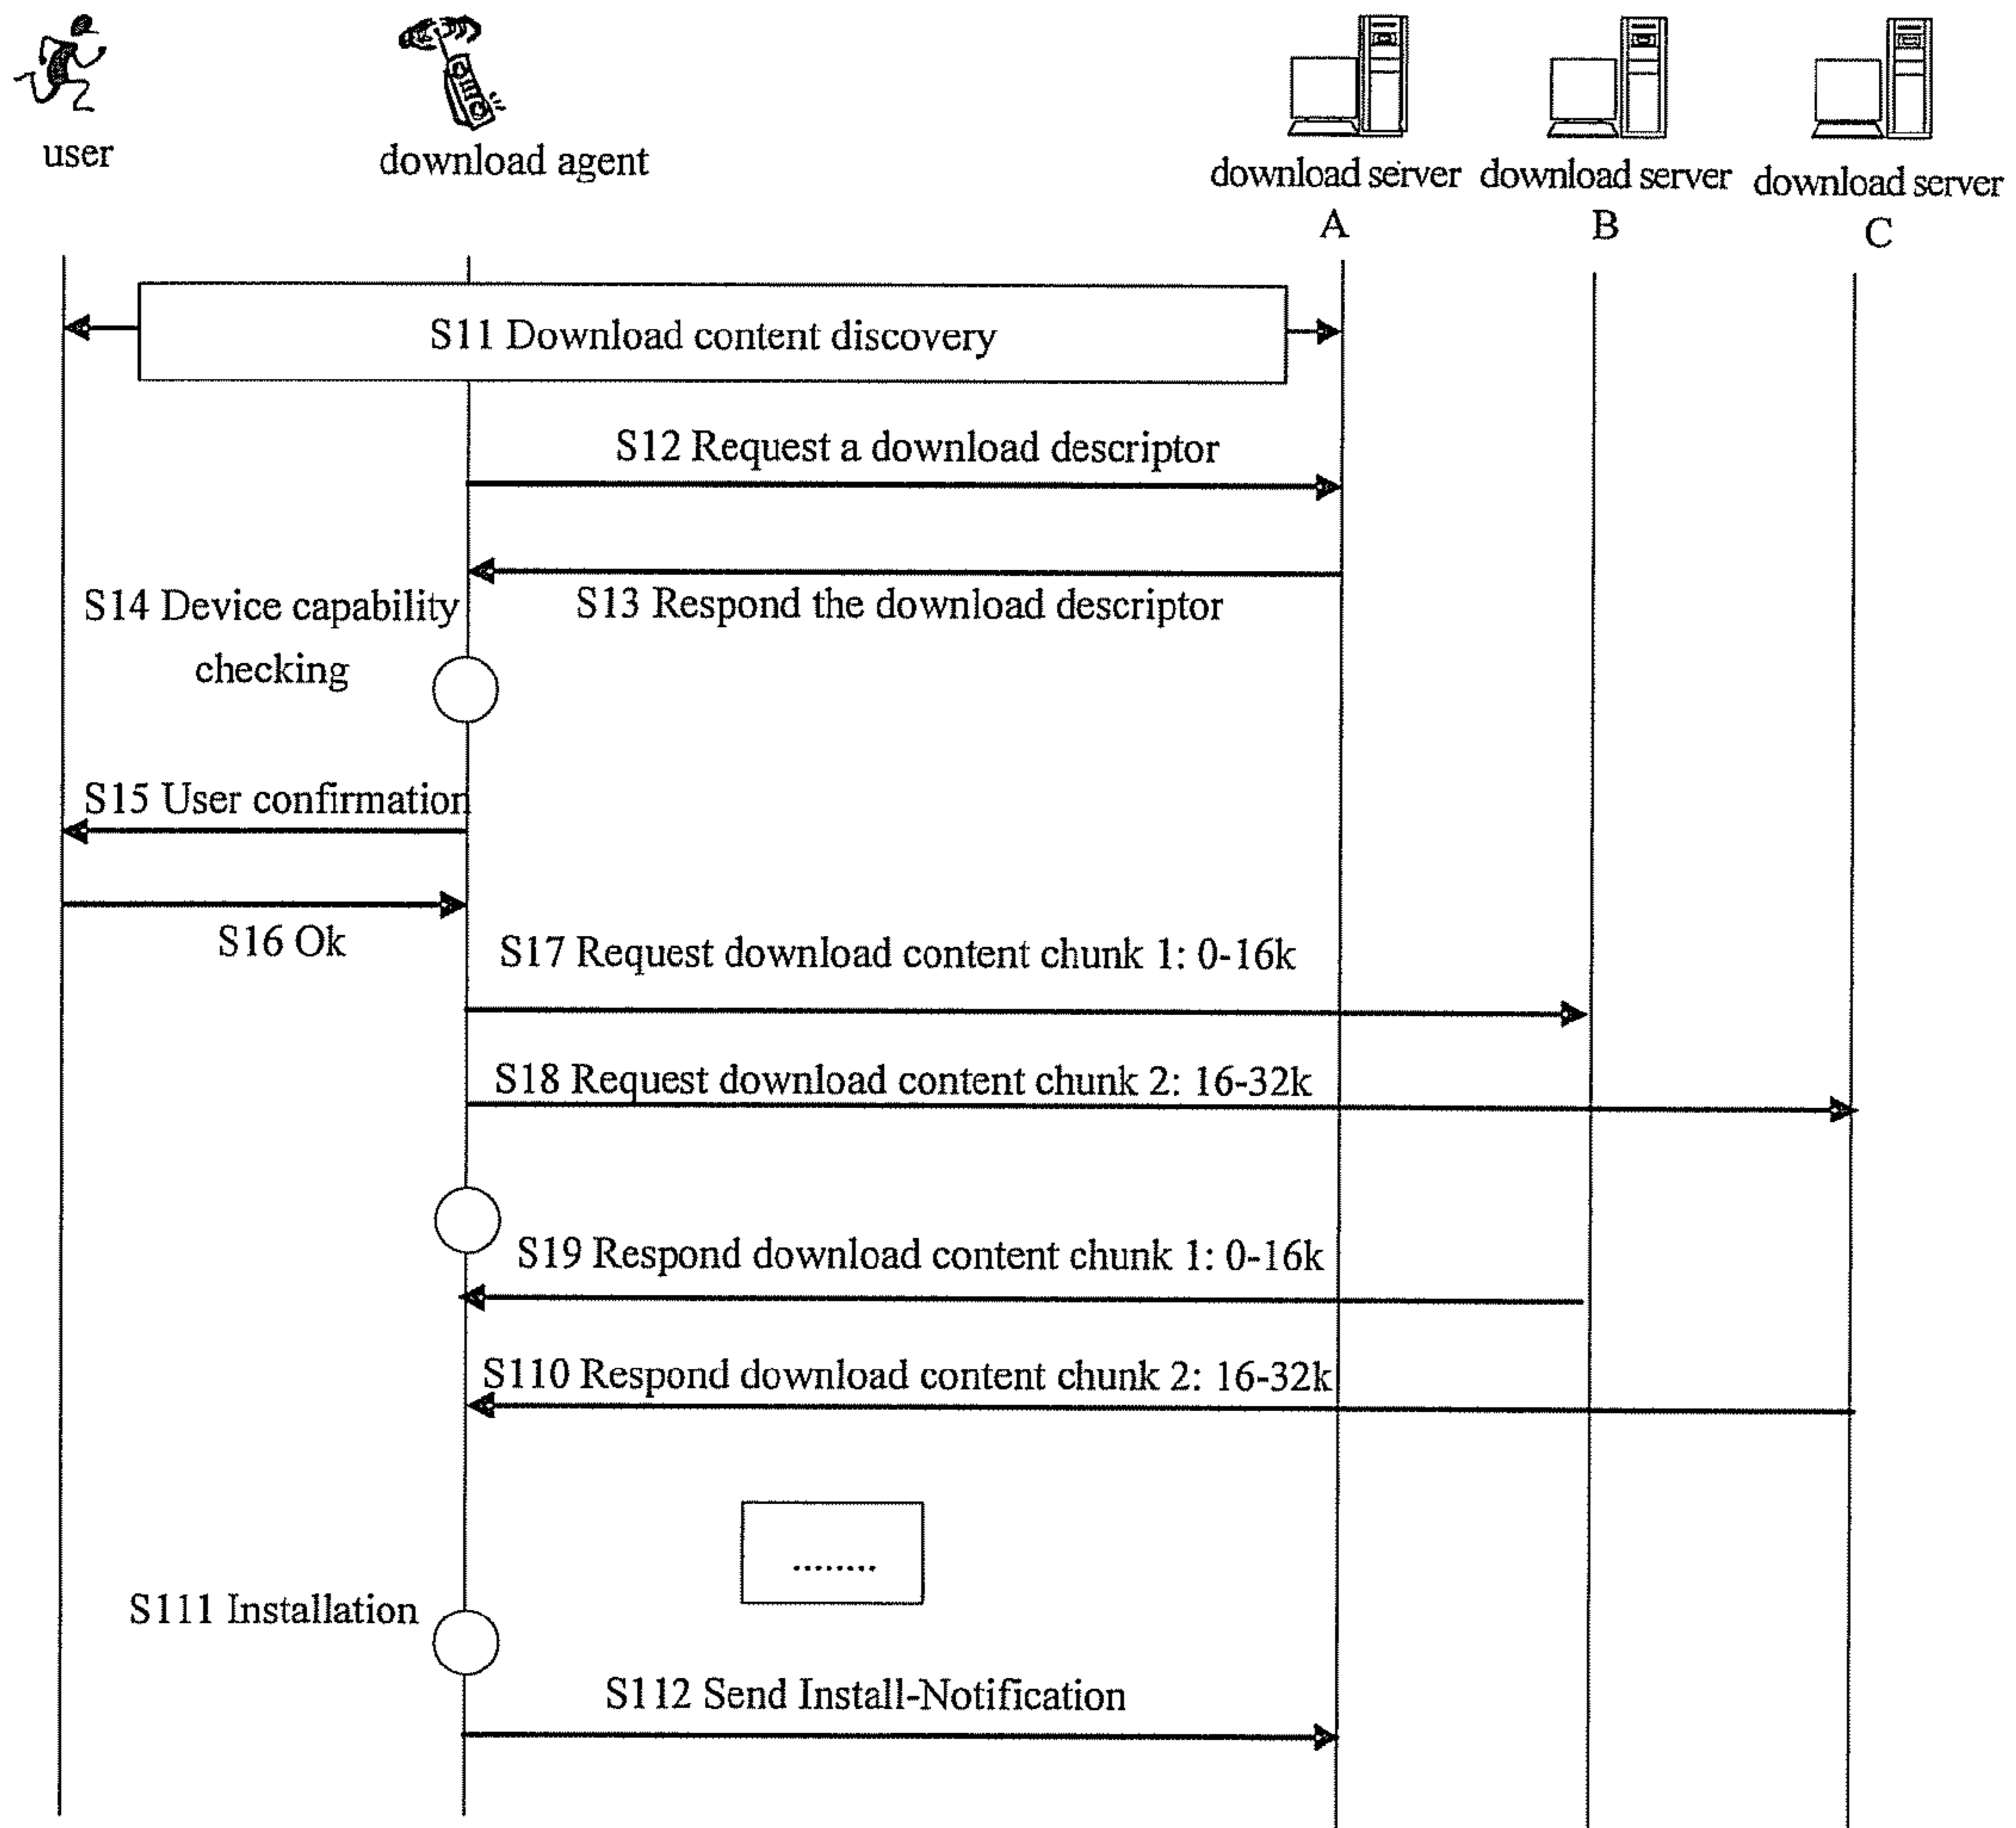 user
download agent
download server
A
download server
B
download server
C
S11 Download content discovery
S12 Request a download descriptor
S13 Respond the download descriptor
S14 Device capability
checking
S15 User confirmation
S16 Ok
S17 Request download content chunk 1: 0-16k
S18 Request download content chunk 2: 16-32k
S19 Respond download content chunk 1: 0-16k
S110 Respond download content chunk 2: 16-32k
........
S111 Installation
S112 Send Install-Notification